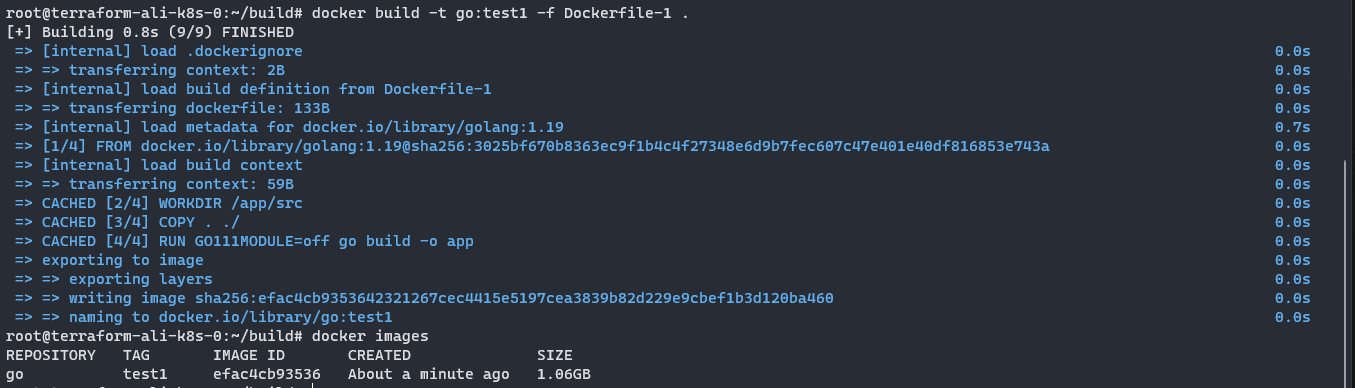 root@terraform-ali-k8s-0:~/build# docker build -t go:test1 -f Dockerfile-1 .
[+] Building 0.8s (9/9) FINISHED
=> [internal] load .dockerignore 0.0s
=> => transferring context: 2B 0.0s
=> [internal] load build definition from Dockerfile-1 0.0s
=> => transferring dockerfile: 133B 0.0s
=> [internal] load metadata for docker.io/library/golang:1.19 0.7s
=> [1/4] FROM docker.io/library/golang:1.19@sha256:3025bf670b8363ec9f1b4c4f27348e6d9b7fec607c47e401e40df816853e743a 0.0s
=> [internal] load build context 0.0s
=> => transferring context: 59B 0.0s
=> CACHED [2/4] WORKDIR /app/src 0.0s
=> CACHED [3/4] COPY . ./ 0.0s
=> CACHED [4/4] RUN GO111MODULE=off go build -o app 0.0s
=> exporting to image 0.0s
=> => exporting layers 0.0s
=> => writing image sha256:efac4cb9353642321267cec4415e5197cea3839b82d229e9cbef1b3d120ba460 0.0s
=> => naming to docker.io/library/go:test1 0.0s
root@terraform-ali-k8s-0:~/build# docker images
REPOSITORY TAG IMAGE ID CREATED SIZE
go test1 efac4cb93536 About a minute ago 1.06GB